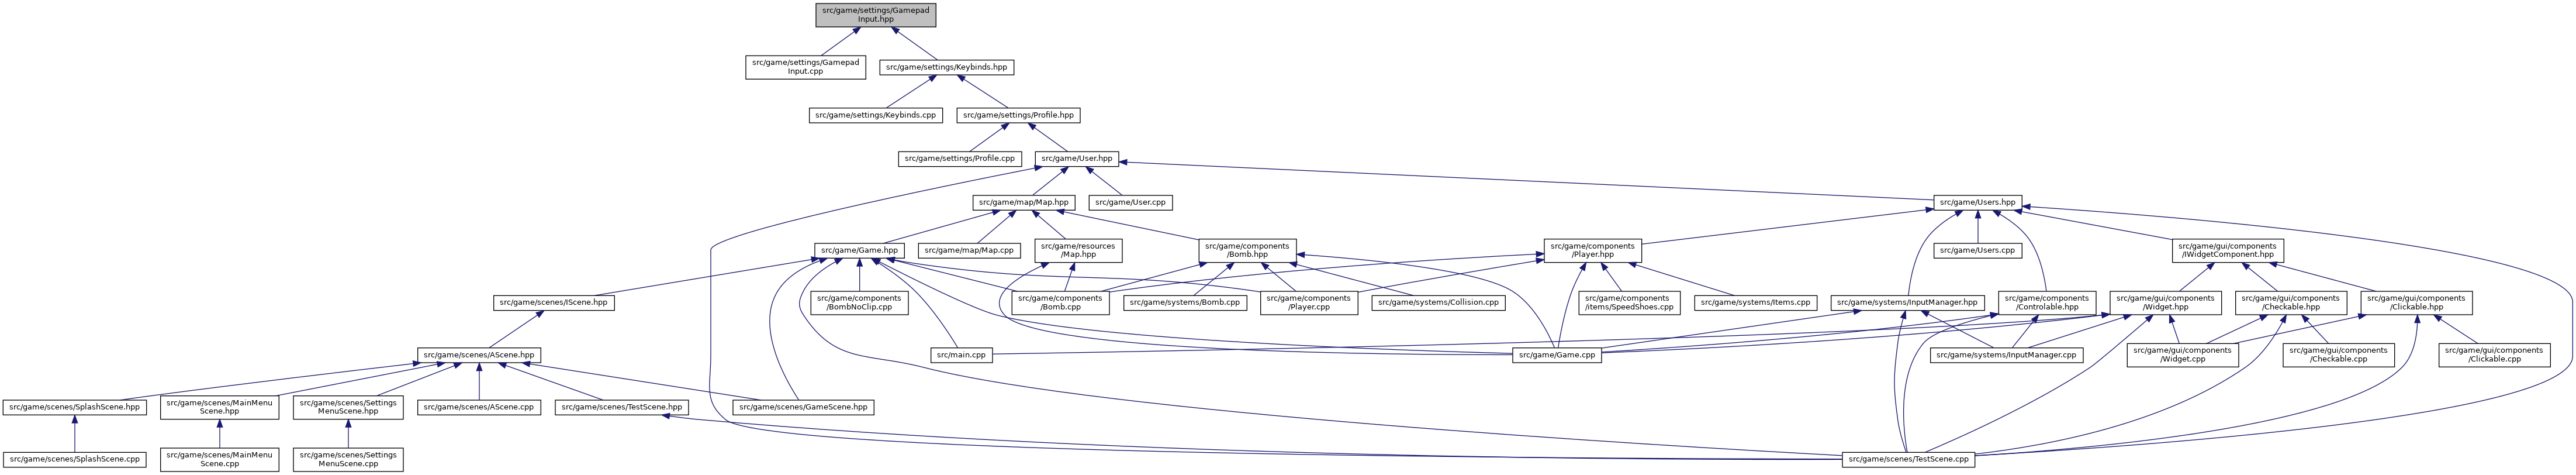 src/game/settings/Gamepad
Input.hpp
src/game/settings/Gamepad
Input.cpp
src/game/settings/Keybinds.hpp
src/game/settings/Keybinds.cpp
src/game/settings/Profile.hpp
src/game/settings/Profile.cpp
src/game/User.hpp
src/game/map/Map.hpp
src/game/User.cpp
src/game/Users.hpp
src/game/Game.hpp
src/game/map/Map.cpp
src/game/resources
/Map.hpp
src/game/components
/Bomb.hpp
src/game/components
/Player.hpp
src/game/Users.cpp
src/game/gui/components
/IWidgetComponent.hpp
src/game/scenes/IScene.hpp
src/game/components
/BombNoClip.cpp
src/game/components
/Bomb.cpp
src/game/systems/Bomb.cpp
src/game/components
/Player.cpp
src/game/systems/Collision.cpp
src/game/components
/items/SpeedShoes.cpp
src/game/systems/Items.cpp
src/game/systems/InputManager.hpp
src/game/components
/Controlable.hpp
src/game/gui/components
/Widget.hpp
src/game/gui/components
/Checkable.hpp
src/game/gui/components
/Clickable.hpp
src/game/scenes/AScene.hpp
src/main.cpp
src/game/Game.cpp
src/game/systems/InputManager.cpp
src/game/gui/components
/Widget.cpp
src/game/gui/components
/Checkable.cpp
src/game/gui/components
/Clickable.cpp
src/game/scenes/SplashScene.hpp
src/game/scenes/MainMenu
Scene.hpp
src/game/scenes/Settings
MenuScene.hpp
src/game/scenes/AScene.cpp
src/game/scenes/TestScene.hpp
src/game/scenes/GameScene.hpp
src/game/scenes/SplashScene.cpp
src/game/scenes/MainMenu
Scene.cpp
src/game/scenes/Settings
MenuScene.cpp
src/game/scenes/TestScene.cpp